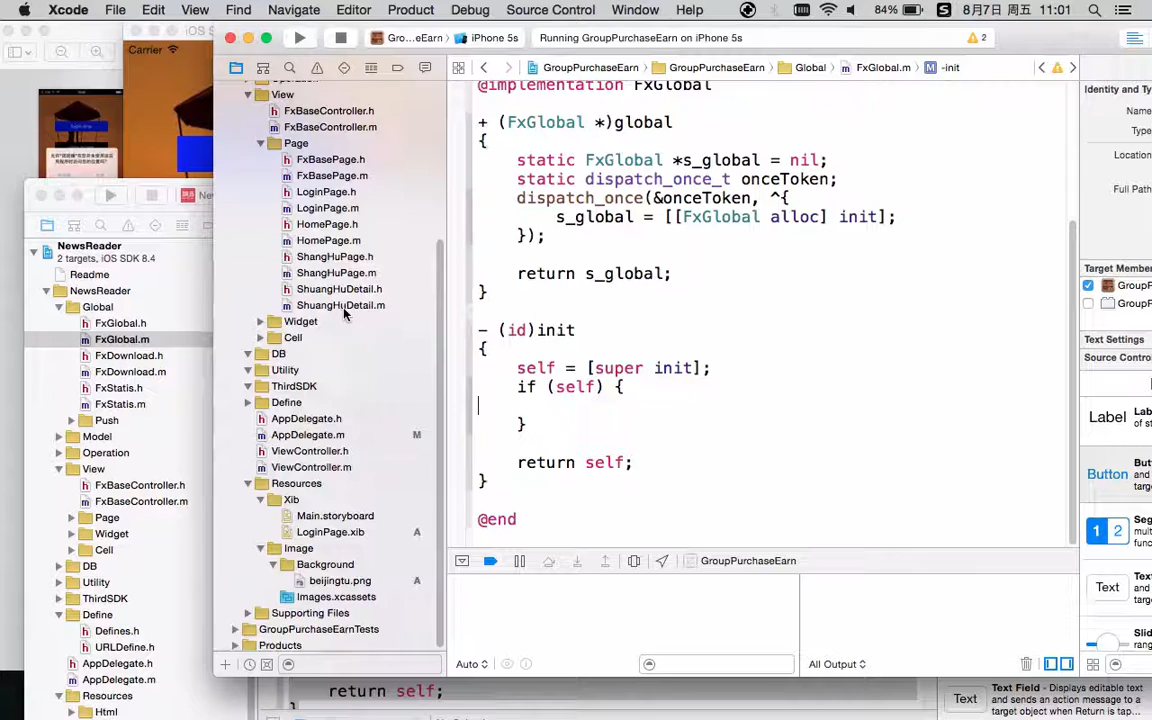 Xcode File Edit View Find Navigate Editor Product Debug Source Control Window Help 84% 8月7日 周五 11:01
Gro...eEarn iPhone 5s Running GroupPurchaseEarn on iPhone 5s 2
GroupPurchaseEarn GroupPurchaseEarn Global FxGlobal.m -init
Carrier
View
FxBaseController.h
FxBaseController.m
Page
FxBasePage.h
FxBasePage.m
LoginPage.h
LoginPage.m
HomePage.h
HomePage.m
ShangHuPage.h
ShangHuPage.m
ShuangHuDetail.h
ShuangHuDetail.m
Widget
Cell
DB
Utility
ThirdSDK
Define
AppDelegate.h
AppDelegate.m M
ViewController.h
ViewController.m
Resources
Xib
Main.storyboard
LoginPage.xib A
Image
Background
beijingtu.png A
Images.xcassets
Supporting Files
GroupPurchaseEarnTests
Products
NewsReader
2 targets, iOS SDK 8.4
Readme
NewsReader
Global
FxGlobal.h
FxGlobal.m
FxDownload.h
FxDownload.m
FxStatis.h
FxStatis.m
Push
Model
Operation
View
FxBaseController.h
FxBaseController.m
Page
Widget
Cell
DB
Utility
ThirdSDK
Define
Defines.h
URLDefine.h
AppDelegate.h
AppDelegate.m
Resources
Html
@implementation FxGlobal
+ (FxGlobal *)global
{
static FxGlobal *s_global = nil;
static dispatch_once_t onceToken;
dispatch_once(&onceToken, ^{
s_global = [[FxGlobal alloc] init];
});
return s_global;
}
- (id)init
{
self = [super init];
if (self) {
}
return self;
}
@end
GroupPurchaseEarn
Auto
All Output
return self;
}
Identity and Ty
Name
Type
Location
Full Path
Target Member
GroupP
GroupP
Text Settings
Source Contro
Label
Button
Text
Text Field - Displays editable text
and sends an action message to a
target object when Return is tap...